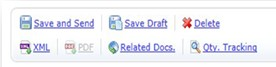 Save and Send Save Draft Delete
XML PDF Related Docs. Qty. Tracking